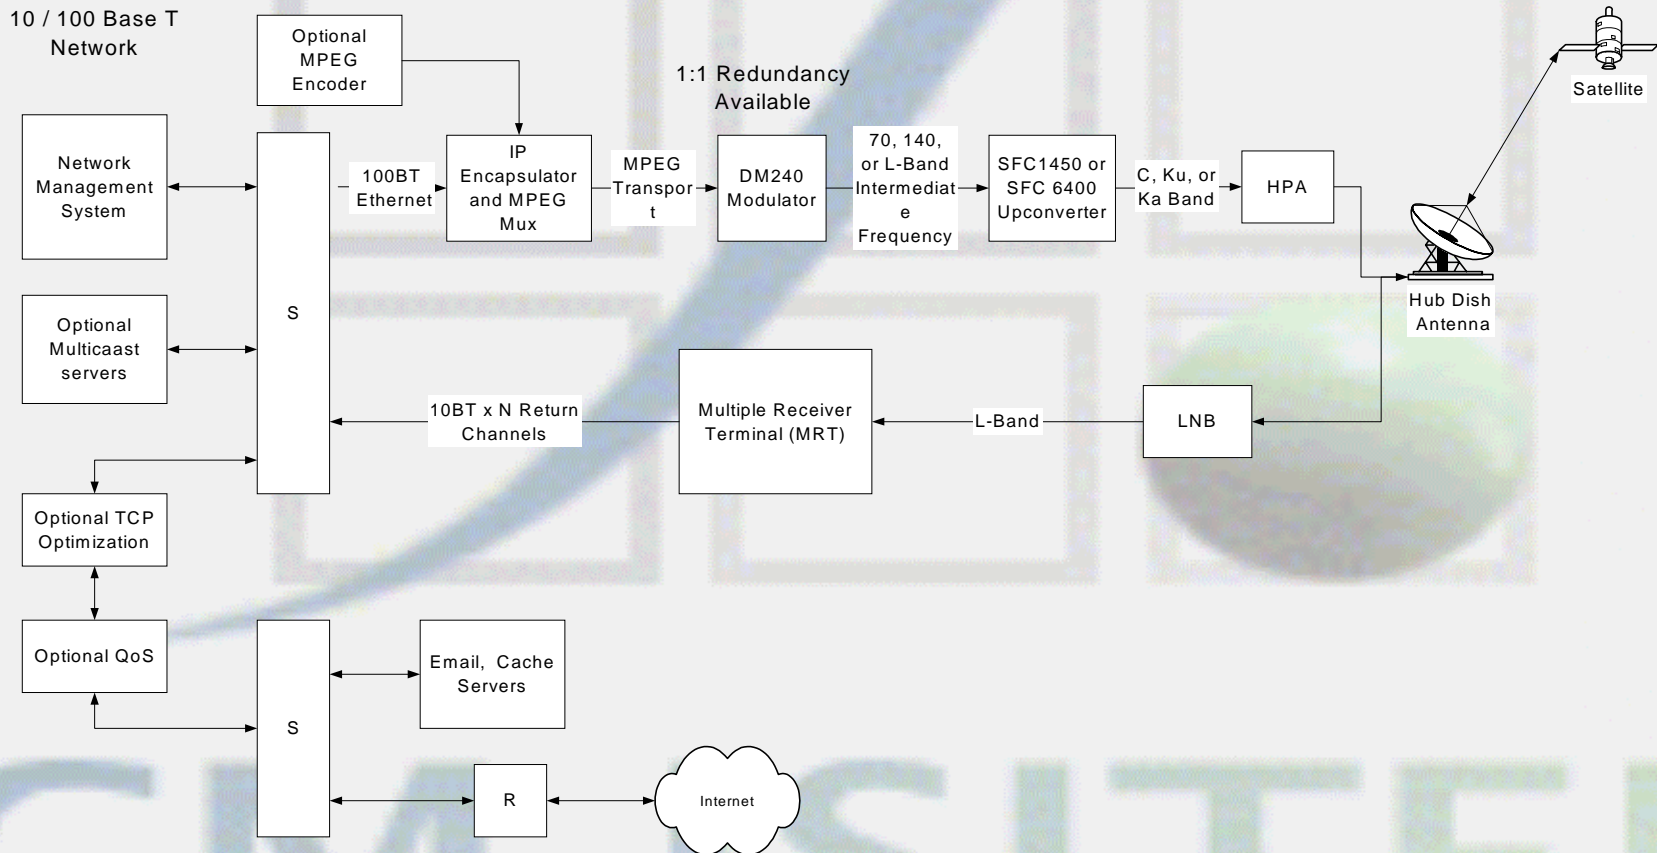 10 / 100 Base T
Network
Optional
MPEG
Encoder
1:1 Redundancy
Available
Satellite
Network
Management
System
S
100BT
Ethernet
IP
Encapsulator
and MPEG
Mux
MPEG
Transpor
t
DM240
Modulator
70, 140,
or L-Band
Intermediat
e
Frequency
SFC1450 or
SFC 6400
Upconverter
C, Ku, or
Ka Band
HPA
Hub Dish
Antenna
Optional
Multicaast
servers
10BT x N Return
Channels
Multiple Receiver
Terminal (MRT)
L-Band
LNB
Optional TCP
Optimization
Optional QoS
S
Email, Cache
Servers
R
Internet